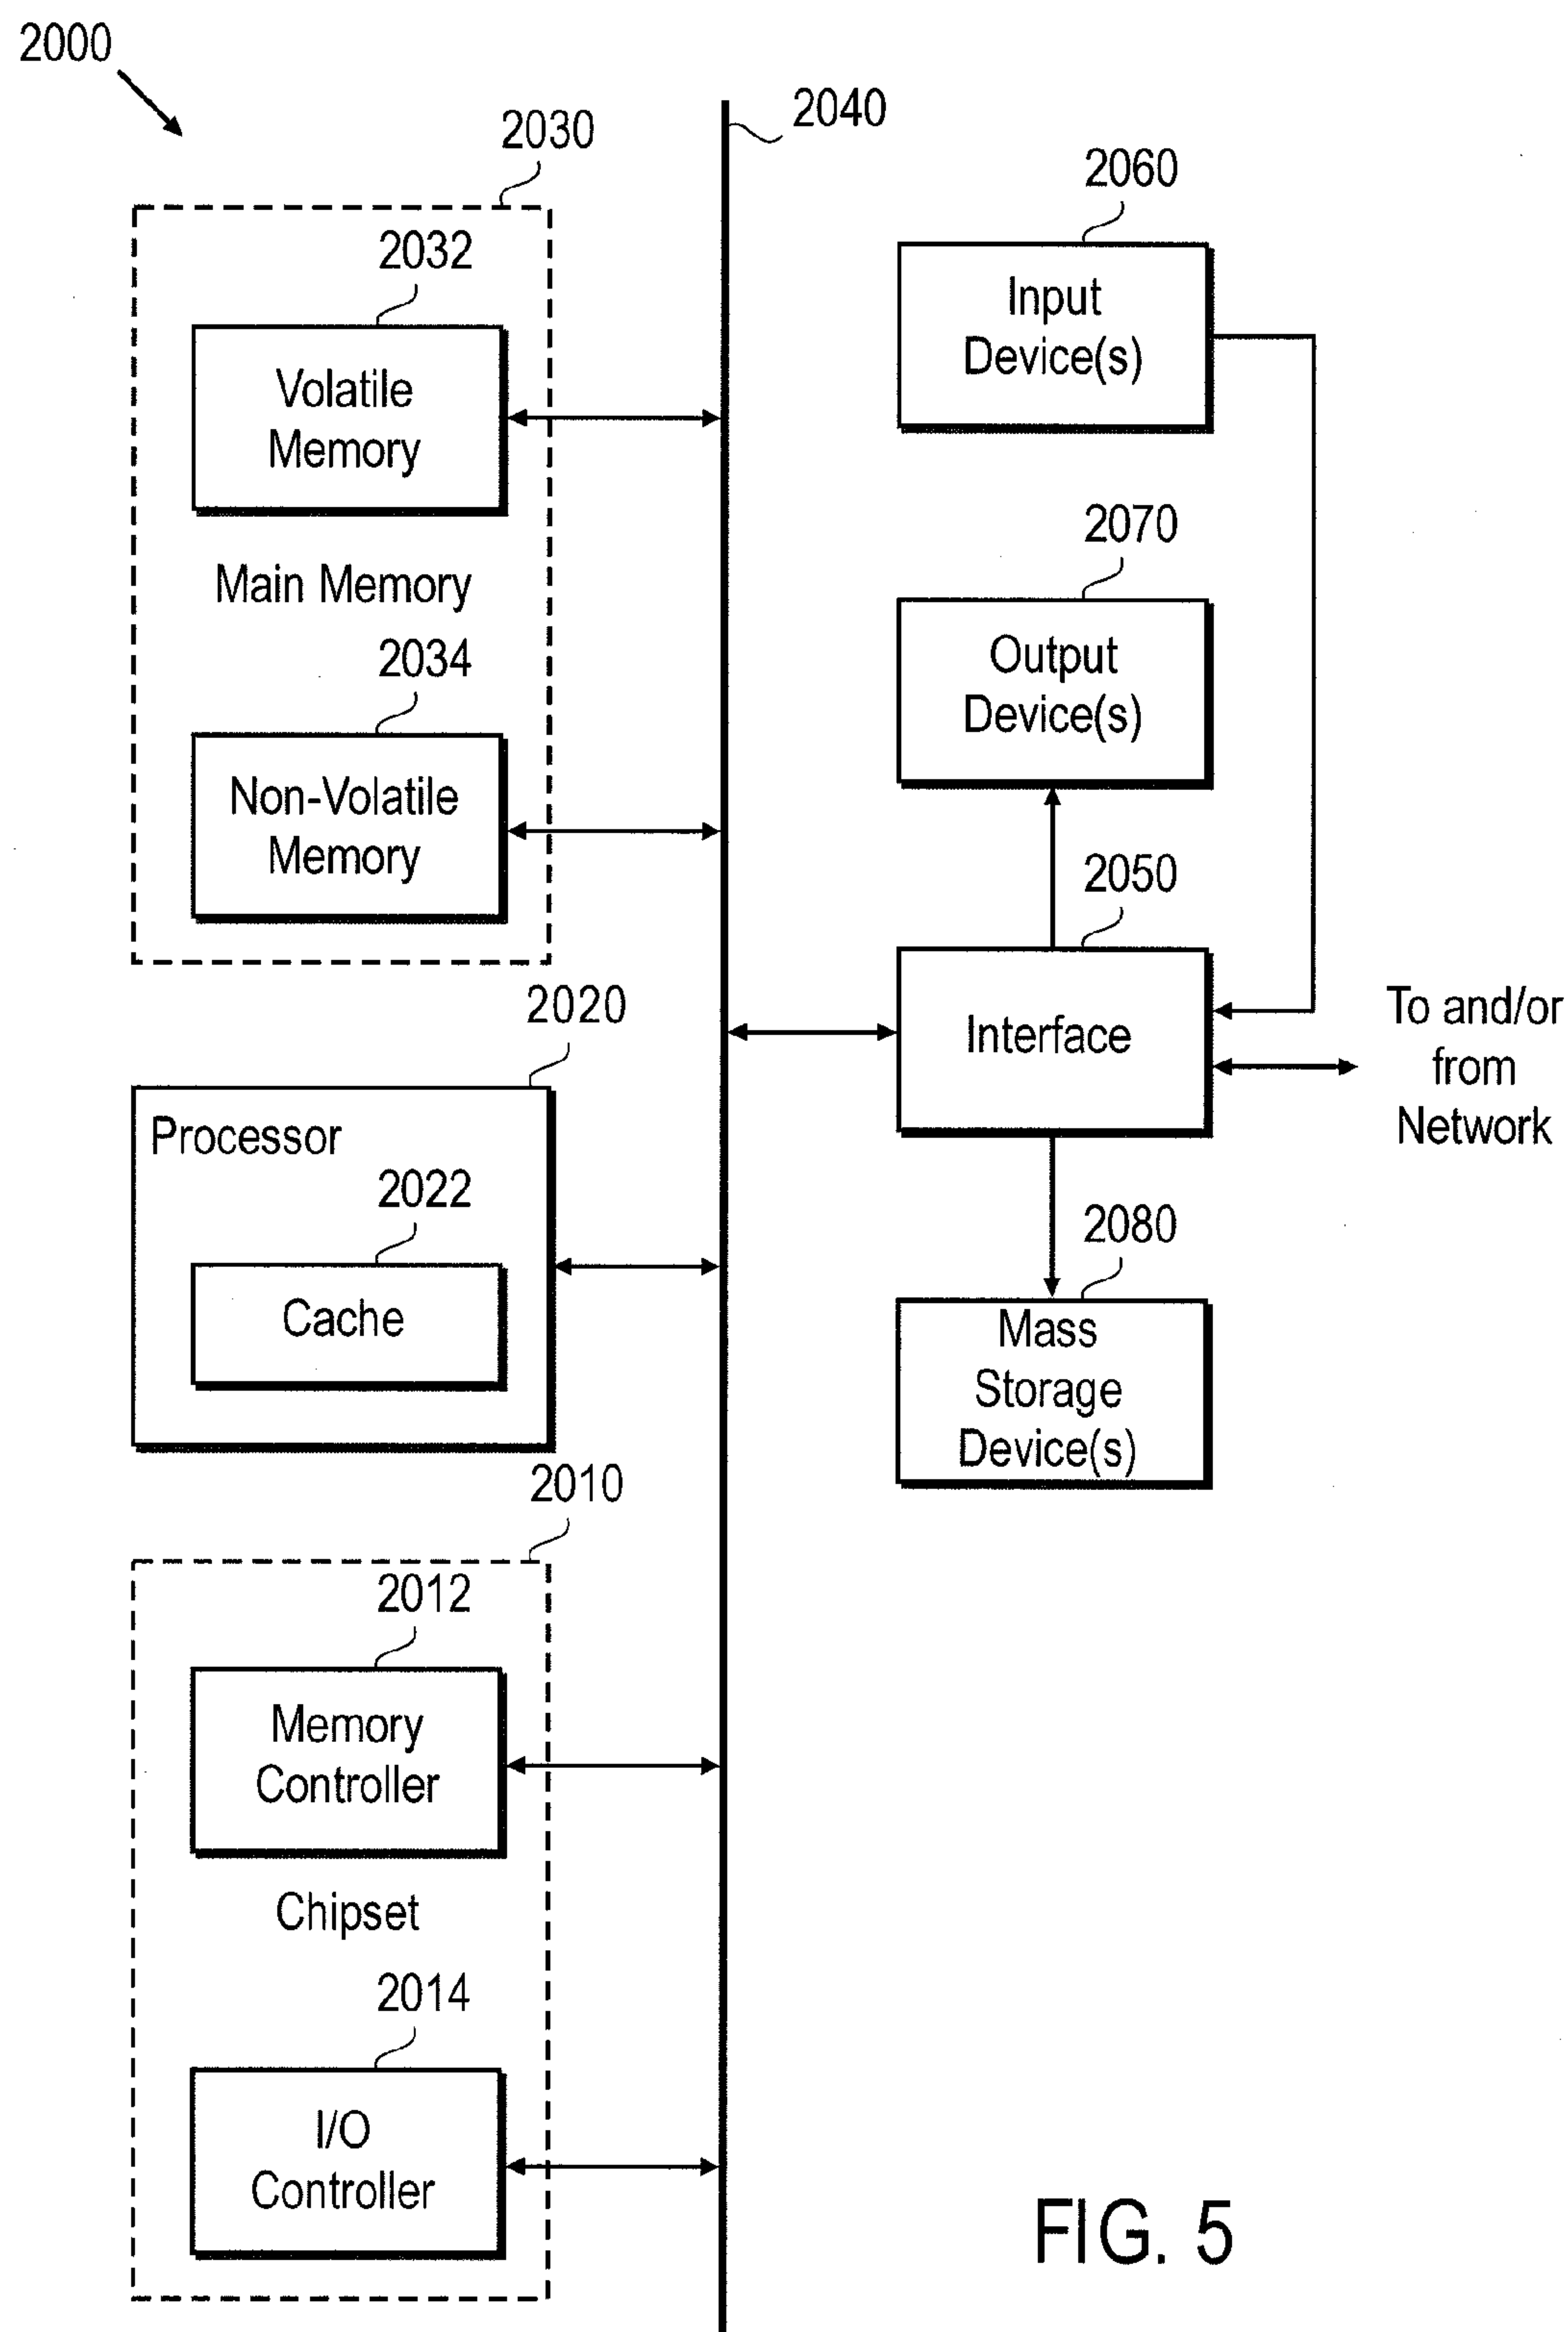 2000
2030
2040
2060
2032
Volatile
Memory
Main Memory
2034
Non-Volatile
Memory
Input
Device(s)
2070
Output
Device(s)
2050
Interface
To and/or
from
Network
2020
Processor
2022
Cache
2080
Mass
Storage
Device(s)
2010
2012
Memory
Controller
Chipset
2014
I/O
Controller
FIG. 5